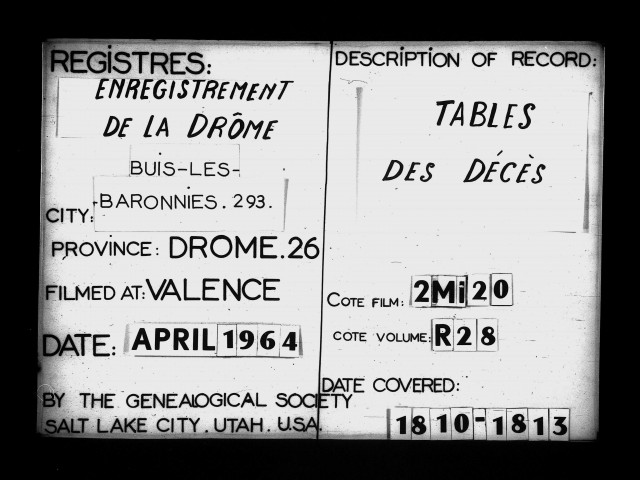 REGISTRES:
ENREGISTREMENT
DE LA DRÔME
BUIS-LES-
BARONNIES. 293.
CITY:
PROVINCE: DROME.26
FILMED AT: VALENCE
DATE: APRIL 1964
BY THE GENEALOGICAL SOCIETY
SALT LAKE CITY. UTAH. U.S.A.
DESCRIPTION OF RECORD:
TABLES
DES DÉCÈS
COTE FILM: 2Mi20
COTE VOLUME: R28
DATE COVERED:
1810-1813